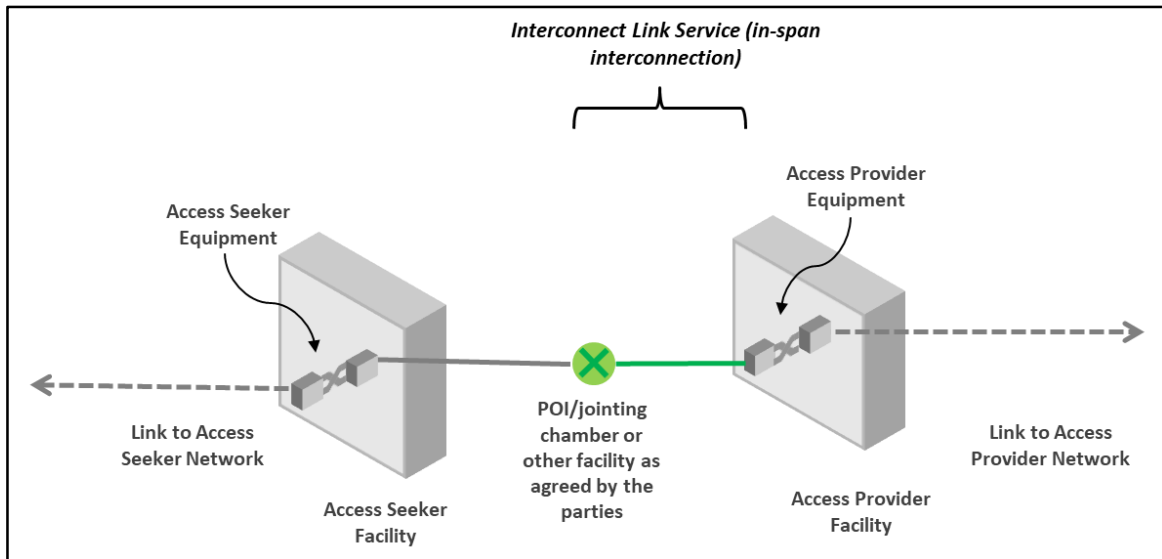 Interconnect Link Service (in-span
interconnection)
Access Provider
Equipment
Access Seeker
Equipment
Link to Access
Seeker Network
POI/jointing
chamber or
other facility as
agreed by the
parties
Link to Access
Provider Network
Access Seeker
Facility
Access Provider
Facility